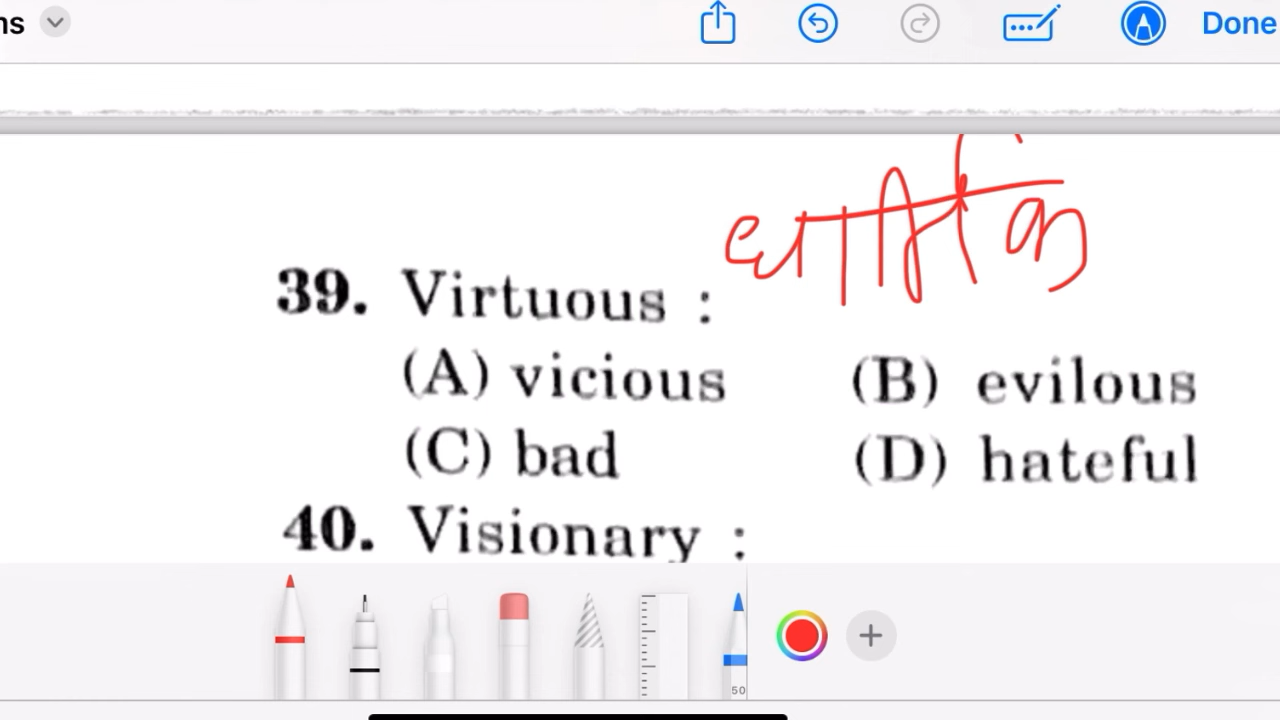 ns
Done
धार्मिक
39. Virtuous :
(A) vicious (B) evilous
(C) bad (D) hateful
40. Visionary :
50